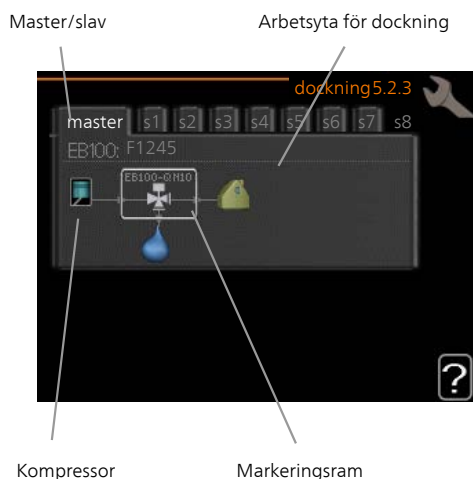 Master/slav
Arbetsyta för dockning
dockning 5.2.3
master s1 s2 s3 s4 s5 s6 s7 s8
EB100: F1245
EB100-QN10
?
Kompressor
Markeringsram